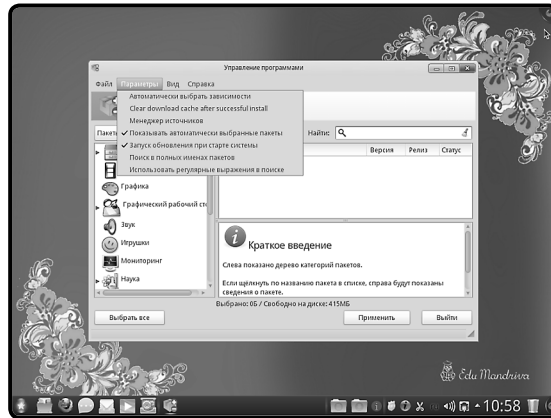 Управление программами
Файл Параметры Вид Справка
Автоматически выбрать зависимости
Clear download cache after successful install
Менеджер источников
Показывать автоматически выбранные пакеты
Запуск обновления при старте системы
Поиск в полных именах пакетов
Использовать регулярные выражения в поиске
Найти:
Версия Релиз Статус
Графика
Графический рабочий
Звук
Игрушки
Мониторинг
Наука
Краткое введение
Слева показано дерево категорий пакетов.
Если щёлкнуть по названию пакета в списке, справа будут показаны
сведения о пакете.
Выбрано: 0Б / Свободно на диске: 415МБ
Выбрать все
Применить
Выйти
Edu Mandriva
10:58